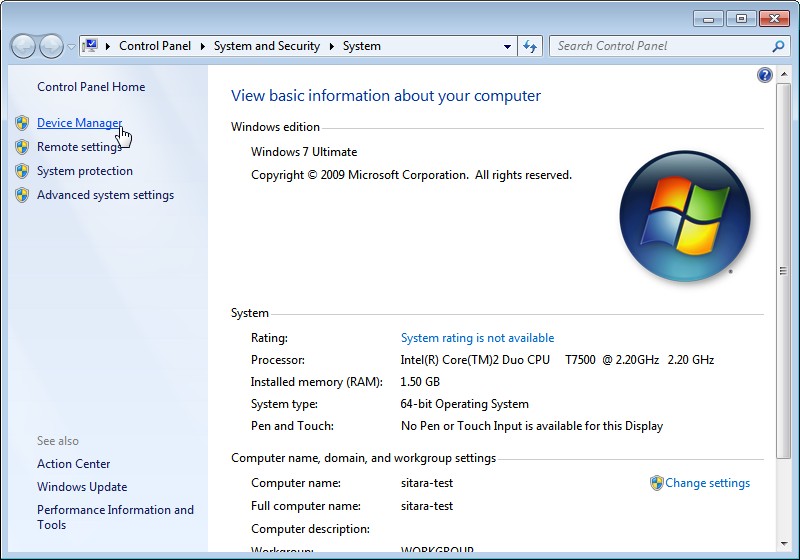 Control Panel
System and Security
System
Search Control Panel
Control Panel Home
Device Manager
Remote settings
System protection
Advanced system settings
See also
Action Center
Windows Update
Performance Information and
Tools
View basic information about your computer
Windows edition
Windows 7 Ultimate
Copyright © 2009 Microsoft Corporation. All rights reserved.
System
Rating: System rating is not available
Processor: Intel(R) Core(TM)2 Duo CPU T7500 @ 2.20GHz 2.20 GHz
Installed memory (RAM): 1.50 GB
System type: 64-bit Operating System
Pen and Touch: No Pen or Touch Input is available for this Display
Computer name, domain, and workgroup settings
Computer name: sitara-test Change settings
Full computer name: sitara-test
Computer description:
Workgroup: WORKGROUP